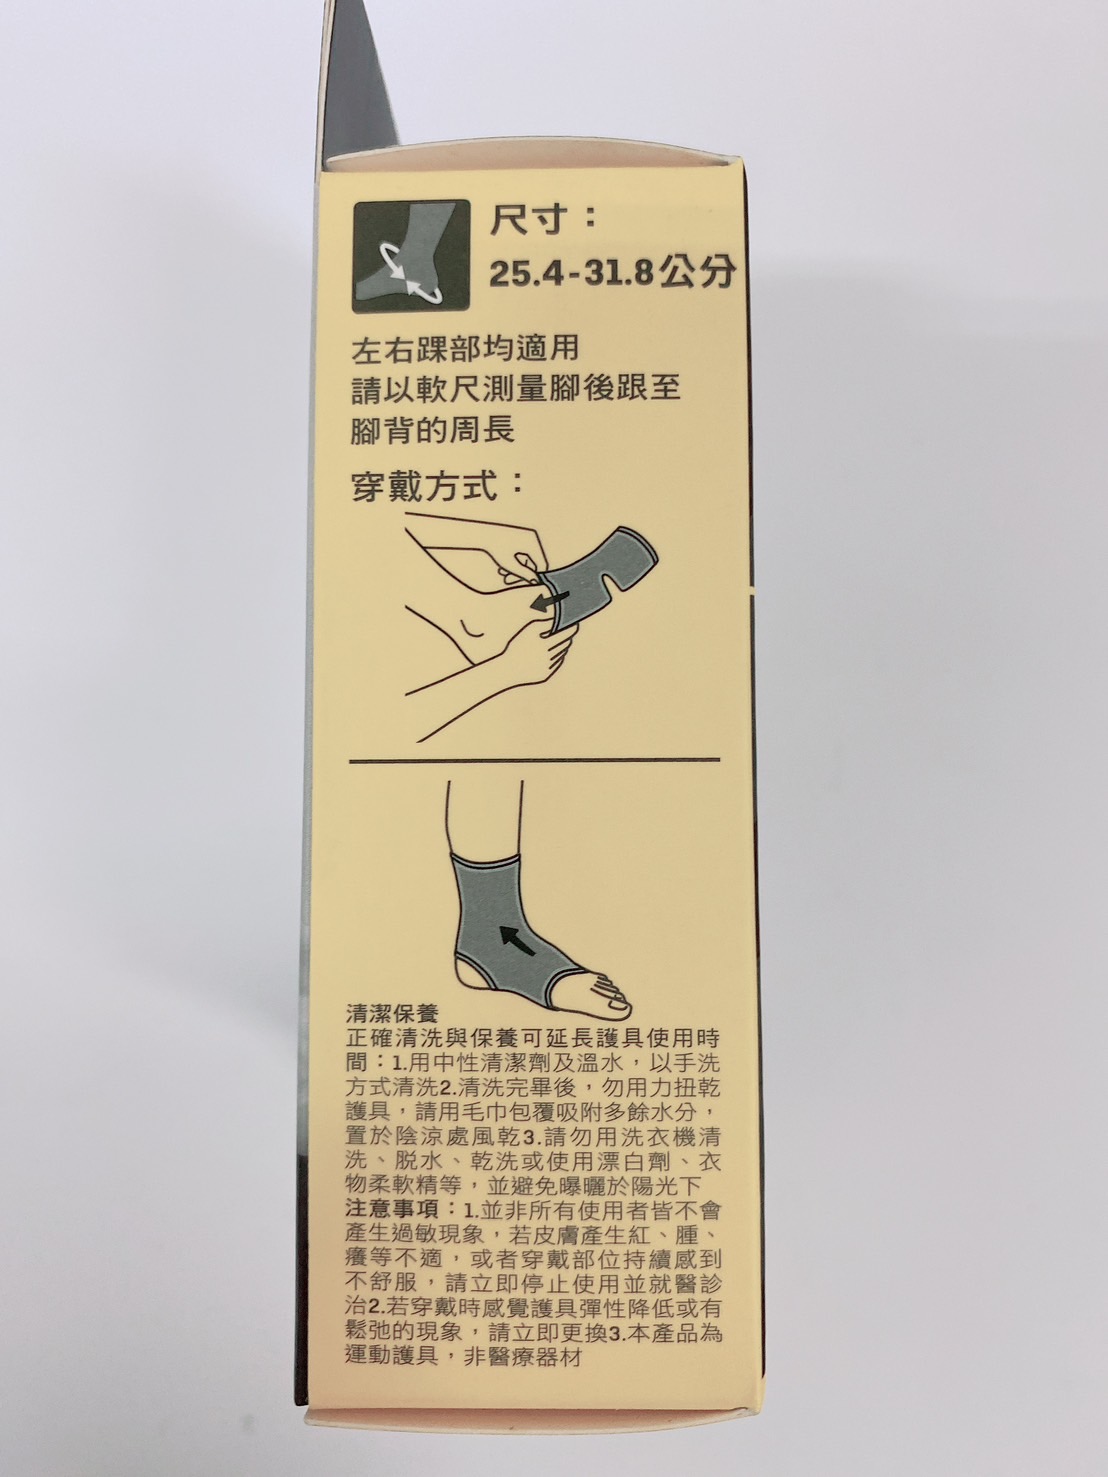 尺寸：
25.4-31.8公分
左右踝部均適用
請以軟尺測量腳後跟至
腳背的周長
穿戴方式：
清潔保養
正確清洗與保養可延長護具使用時
間：1.用中性清潔劑及溫水，以手洗
方式清洗2.清洗完畢後，勿用力扭乾
護具，請用毛巾包覆吸附多餘水分，
置於陰涼處風乾3.請勿用洗衣機清
洗、脫水、乾洗或使用漂白劑、衣
物柔軟精等，並避免曝曬於陽光下
注意事項：1.並非所有使用者皆不會
產生過敏現象，若皮膚產生紅、腫、
癢等不適，或者穿戴部位持續感到
不舒服，請立即停止使用並就醫診
治2.若穿戴時感覺護具彈性降低或有
鬆弛的現象，請立即更換3.本產品為
運動護具，非醫療器材